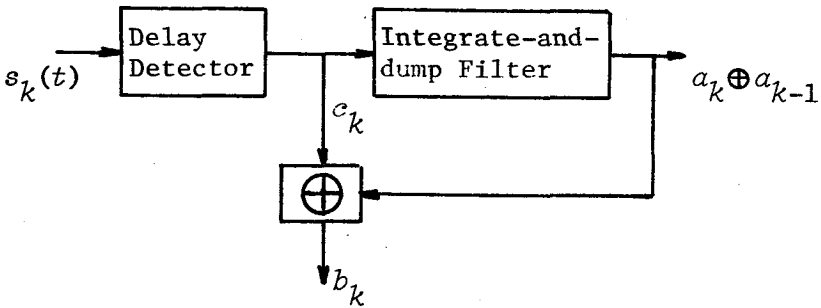 Delay
Detector
Integrate-and-
dump Filter
s_k(t)
a_k ⊕ a_{k-1}
c_k
⊕
b_k